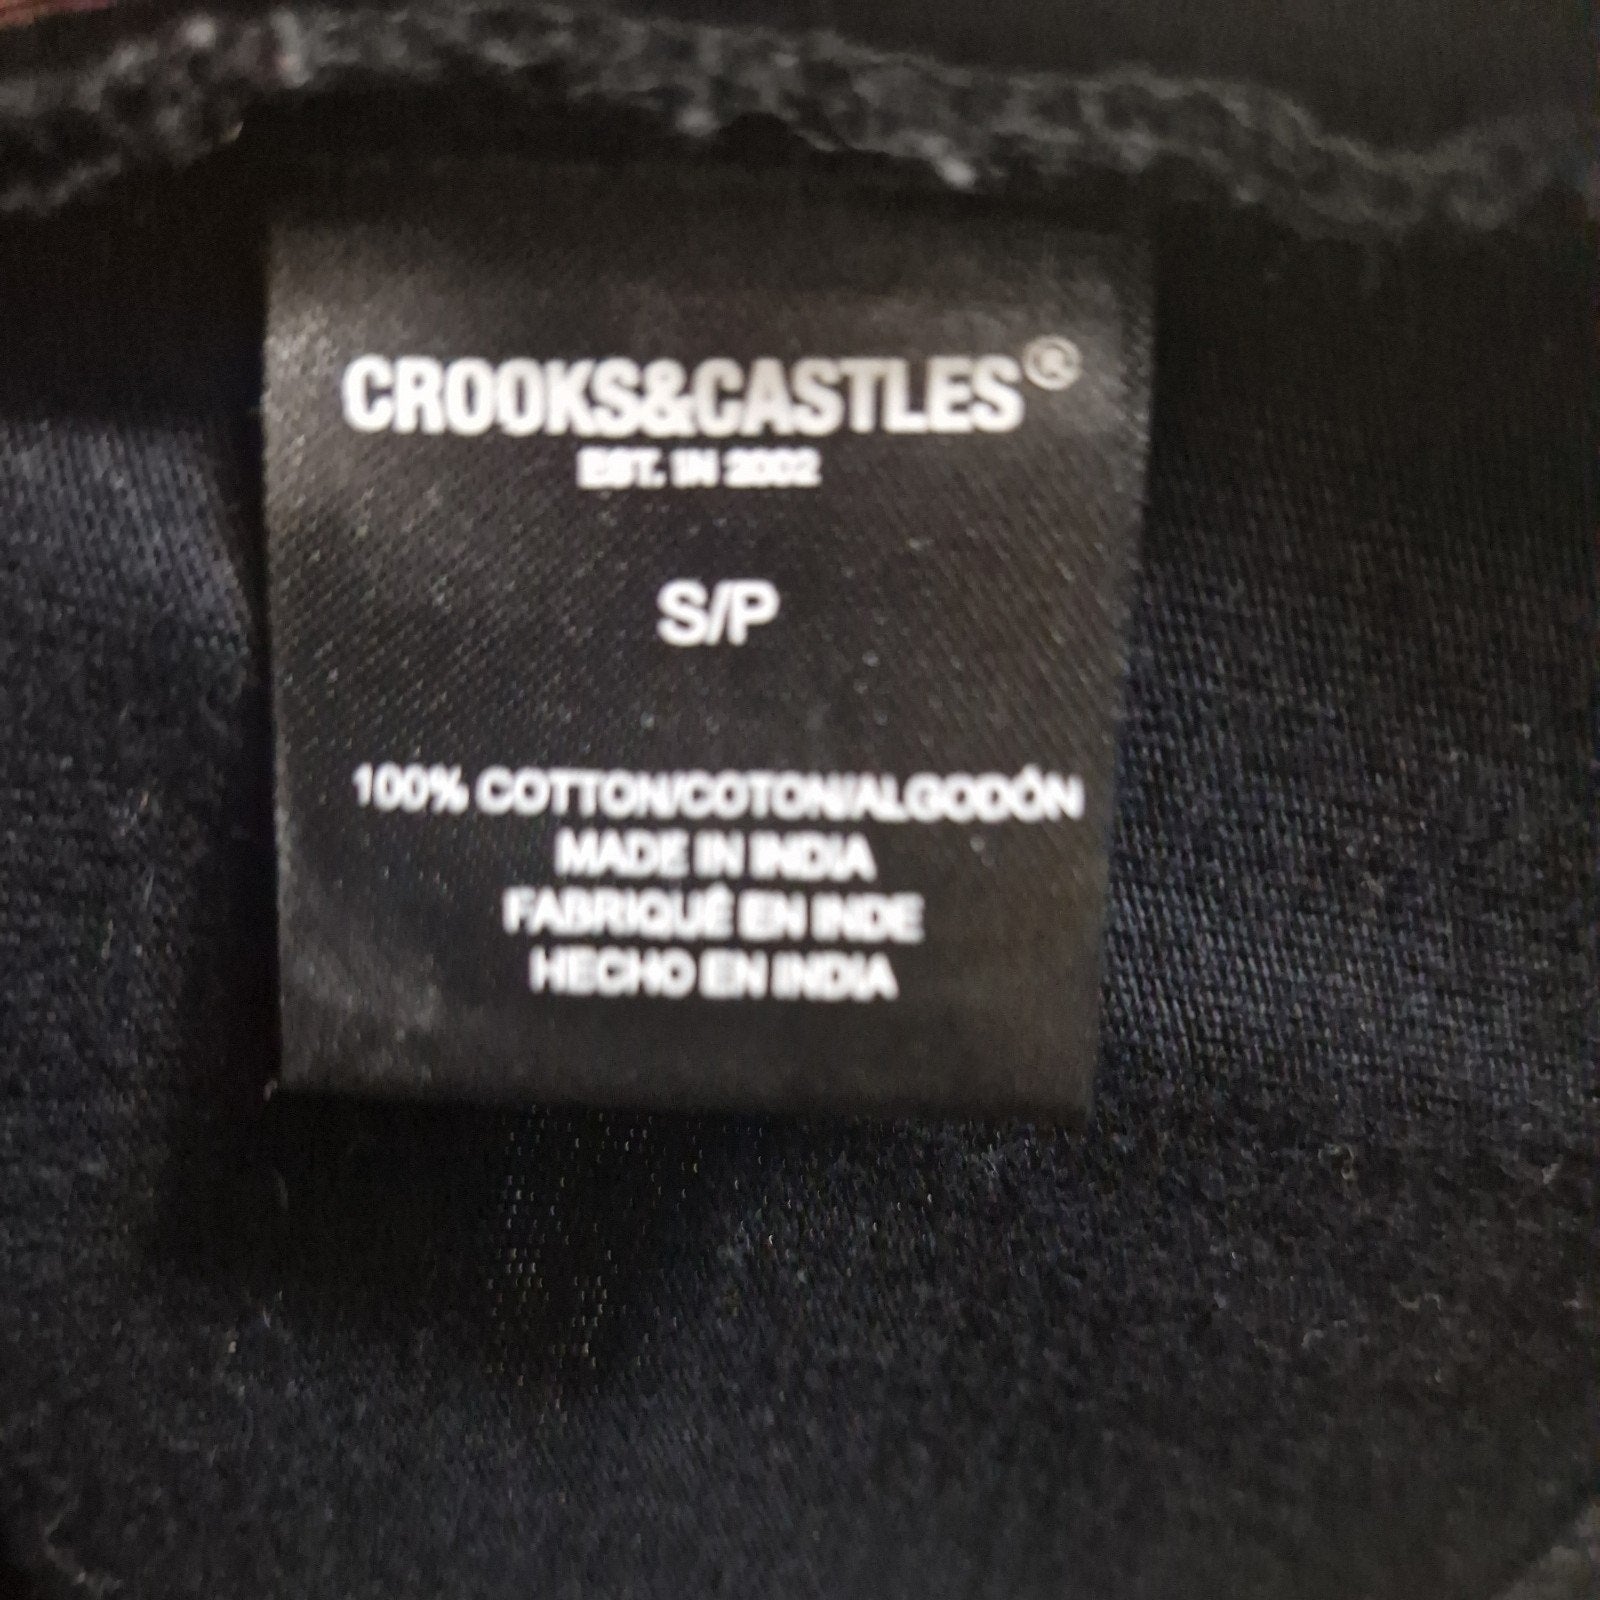 CROOKS&CASTLES®
EST. IN 2002
S/P
100% COTTON/COTON/ALGODÓN
MADE IN INDIA
FABRIQUÉ EN INDE
HECHO EN INDIA